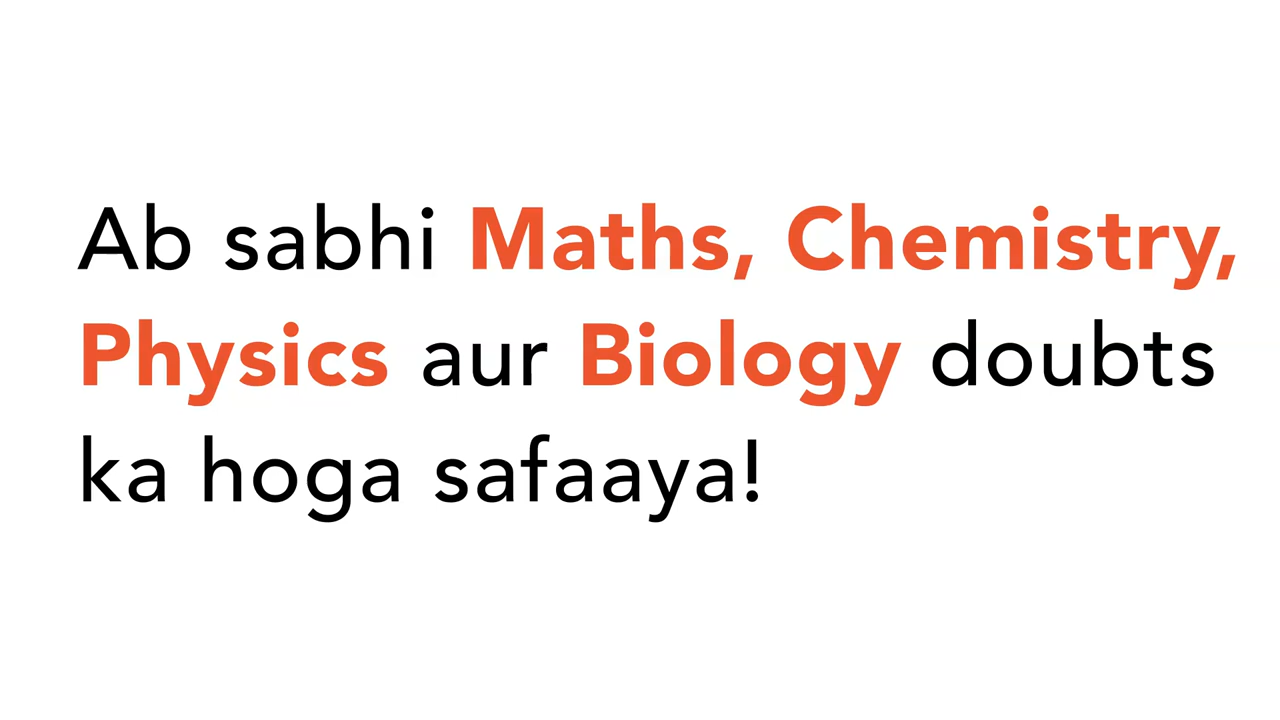 Ab sabhi Maths, Chemistry,
Physics aur Biology doubts
ka hoga safaaya!